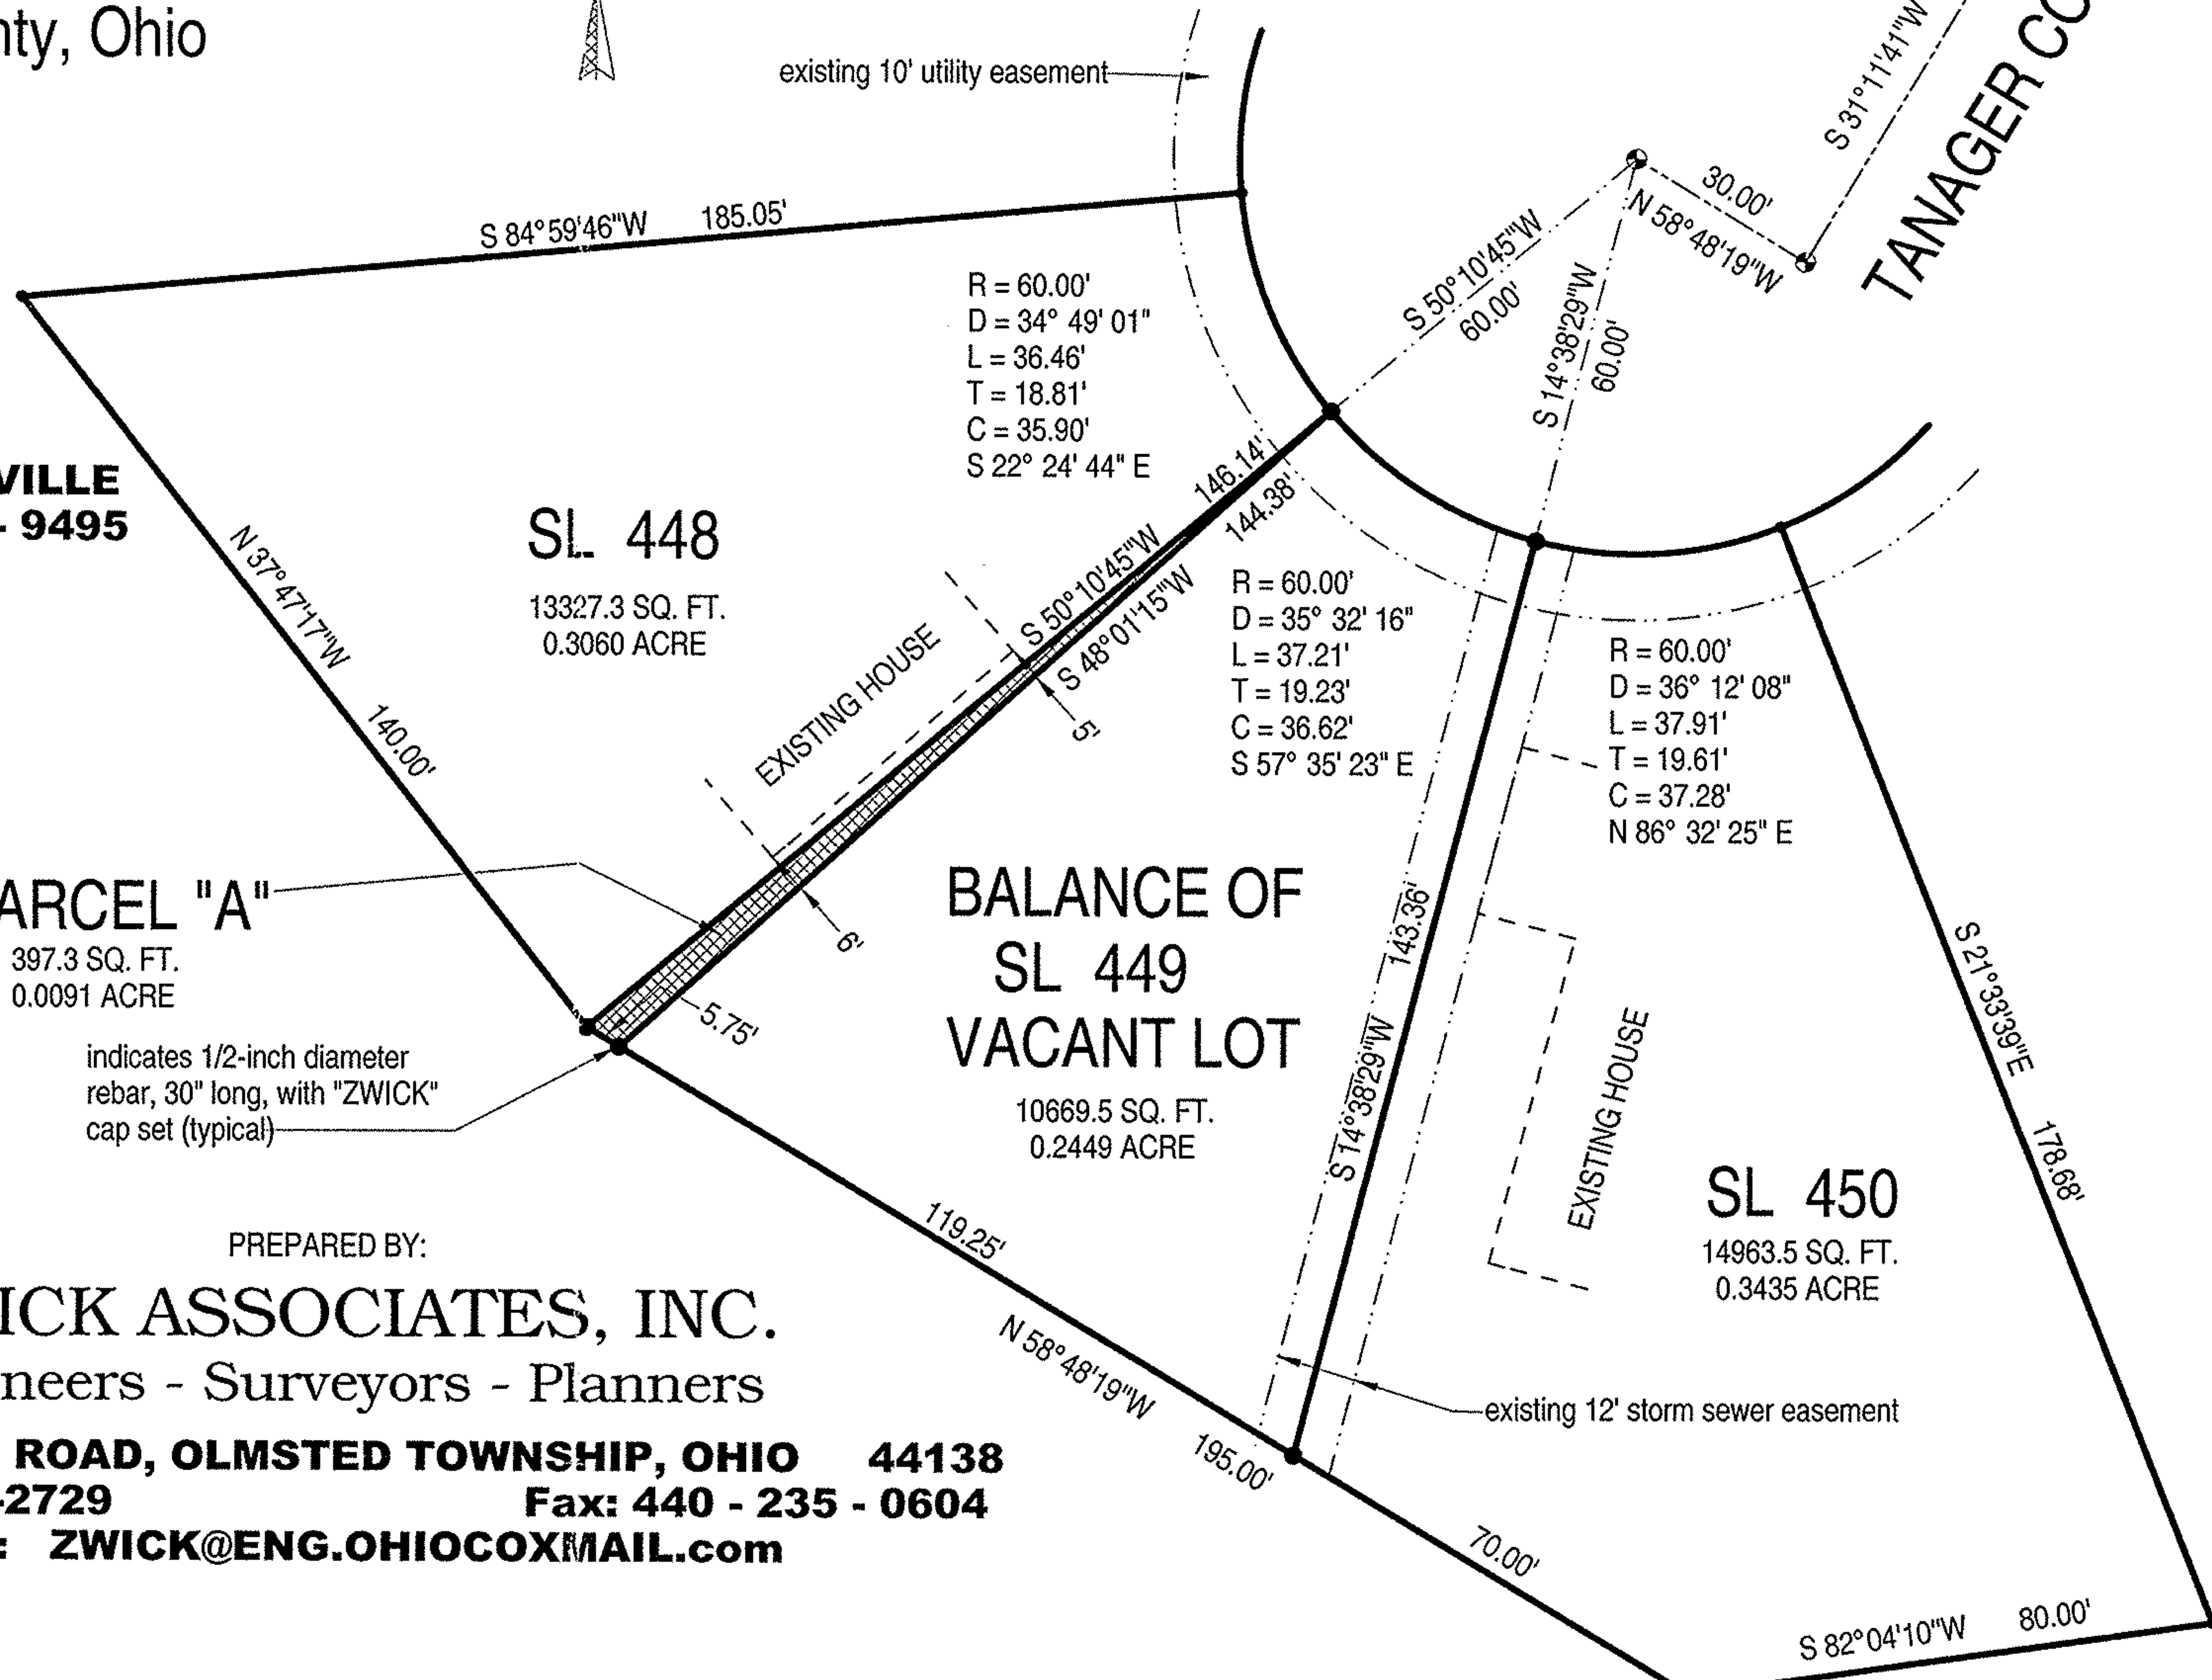 nty, Ohio
existing 10' utility easement
S 31°11'41"W
TANAGER CO
30.00'
N 58°48'19"W
S 84°59'46"W 185.05'
S 50°10'45"W
60.00'
S 14°38'29"W
60.00'
R = 60.00'
D = 34° 49' 01"
L = 36.46'
T = 18.81'
C = 35.90'
S 22° 24' 44" E
VILLE
- 9495
SL 448
13327.3 SQ. FT.
0.3060 ACRE
N 37°47'17"W
140.00'
146.14'
144.38'
S 50°10'45"W
S 48°01'15"W
EXISTING HOUSE
5'
6'
5.75'
R = 60.00'
D = 35° 32' 16"
L = 37.21'
T = 19.23'
C = 36.62'
S 57° 35' 23" E
R = 60.00'
D = 36° 12' 08"
L = 37.91'
T = 19.61'
C = 37.28'
N 86° 32' 25" E
ARCEL "A"
397.3 SQ. FT.
0.0091 ACRE
indicates 1/2-inch diameter
rebar, 30" long, with "ZWICK"
cap set (typical)
BALANCE OF
SL 449
VACANT LOT
10669.5 SQ. FT.
0.2449 ACRE
143.36'
S 14°38'29"W
EXISTING HOUSE
S 21°33'39"E
178.68'
SL 450
14963.5 SQ. FT.
0.3435 ACRE
119.25'
N 58°48'19"W
195.00'
70.00'
existing 12' storm sewer easement
S 82°04'10"W 80.00'
PREPARED BY:
ICK ASSOCIATES, INC.
neers - Surveyors - Planners
ROAD, OLMSTED TOWNSHIP, OHIO 44138
-2729 Fax: 440 - 235 - 0604
: ZWICK@ENG.OHIOCOXMAIL.com